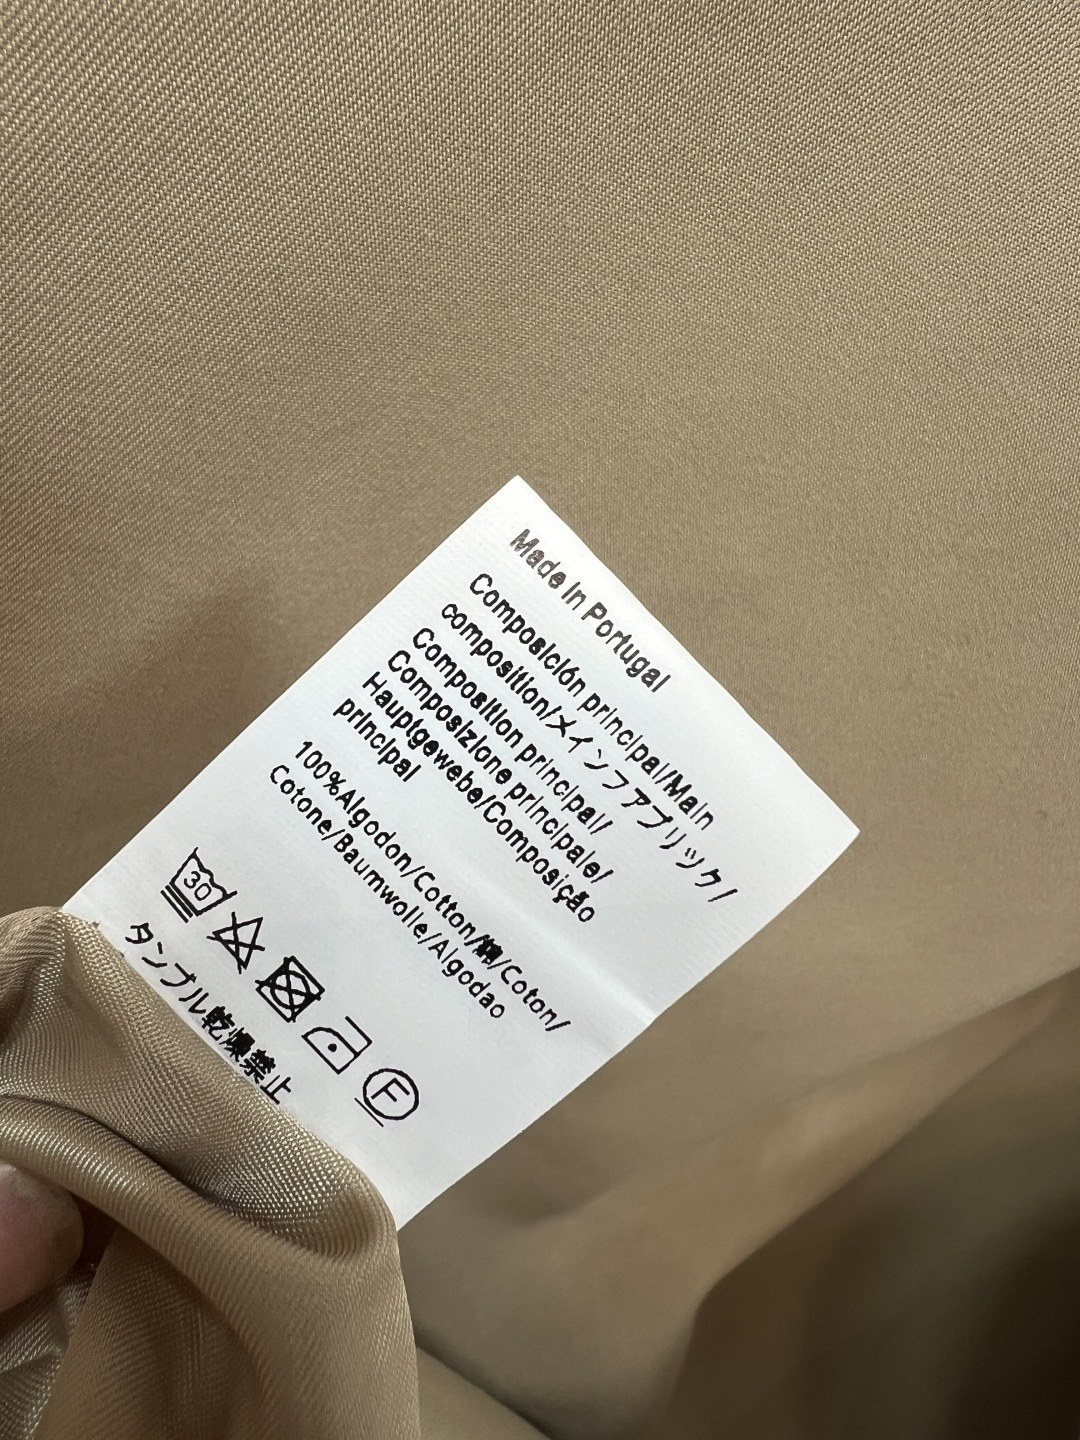 Made In Portugal
Composición principal/Main
composition/メインファブリック/
Composition principal/
Composizione principale/
Hauptgewebe/Composição
principal
100%Algodon/Cotton/綿/Coton/
Cotone/Baumwolle/Algodao
30
F
タンブル乾燥禁止